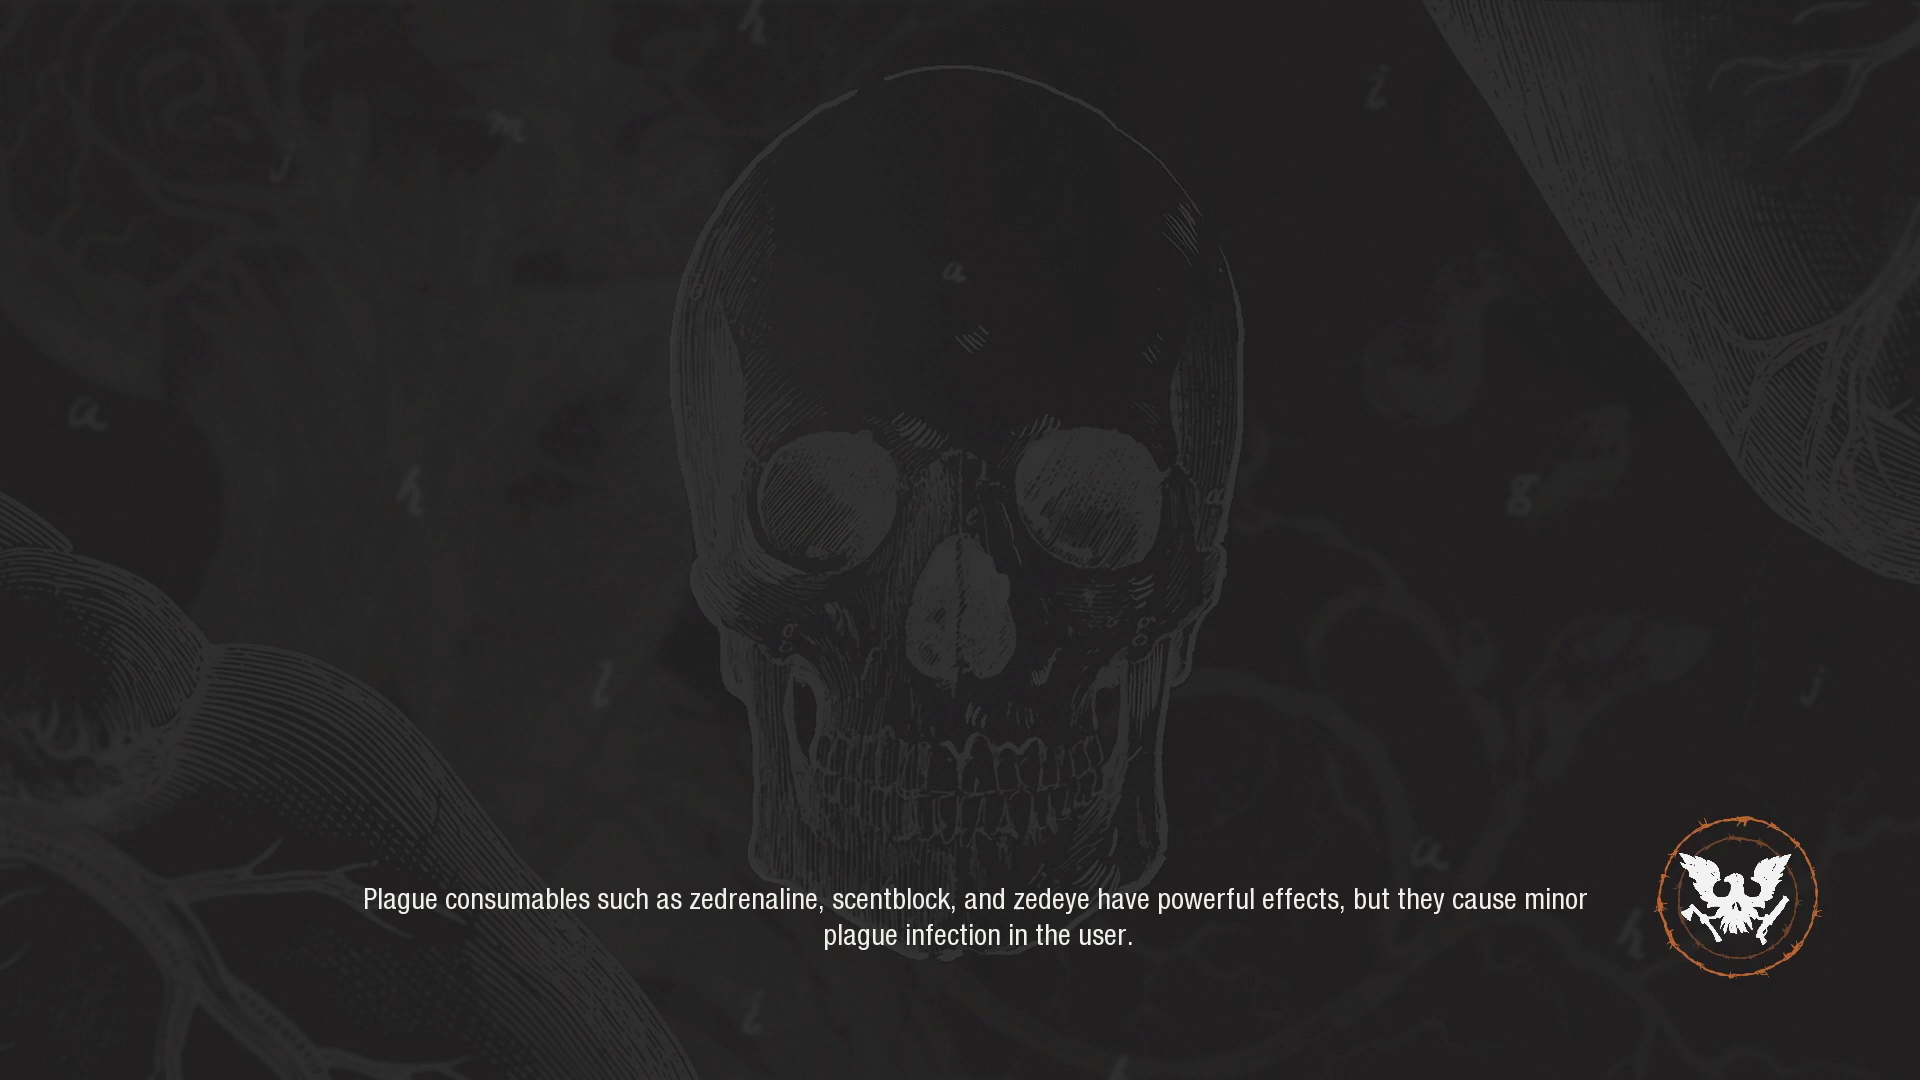 h
i
m
j
a
a
h
g
e
a
g
g
l
j
a
Plague consumables such as zedrenaline, scentblock, and zedeye have powerful effects, but they cause minor
plague infection in the user.
h
i